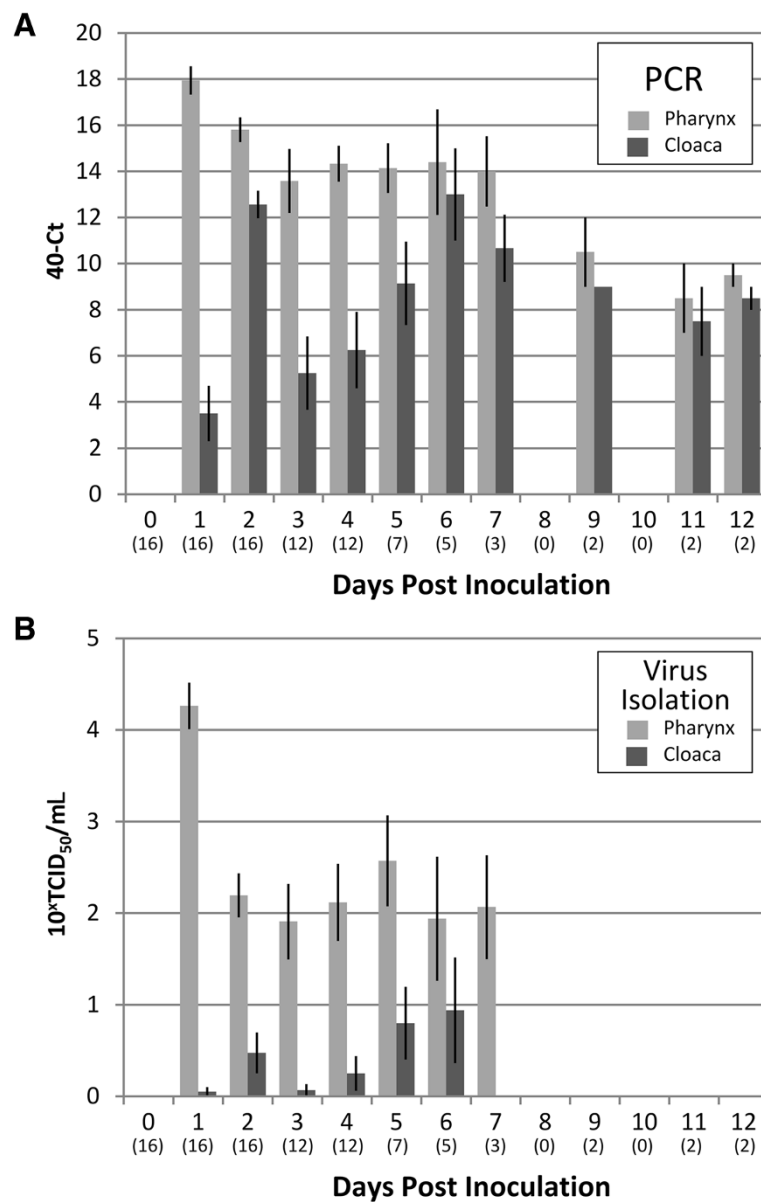 A
PCR
Pharynx
Cloaca
40-Ct
20
18
16
14
12
10
8
6
4
2
0
0 1 2 3 4 5 6 7 8 9 10 11 12
(16) (16) (16) (12) (12) (7) (5) (3) (0) (2) (0) (2) (2)
Days Post Inoculation
B
Virus
Isolation
Pharynx
Cloaca
10ˣTCID₅₀/mL
5
4
3
2
1
0
0 1 2 3 4 5 6 7 8 9 10 11 12
(16) (16) (16) (12) (12) (7) (5) (3) (0) (2) (0) (2) (2)
Days Post Inoculation